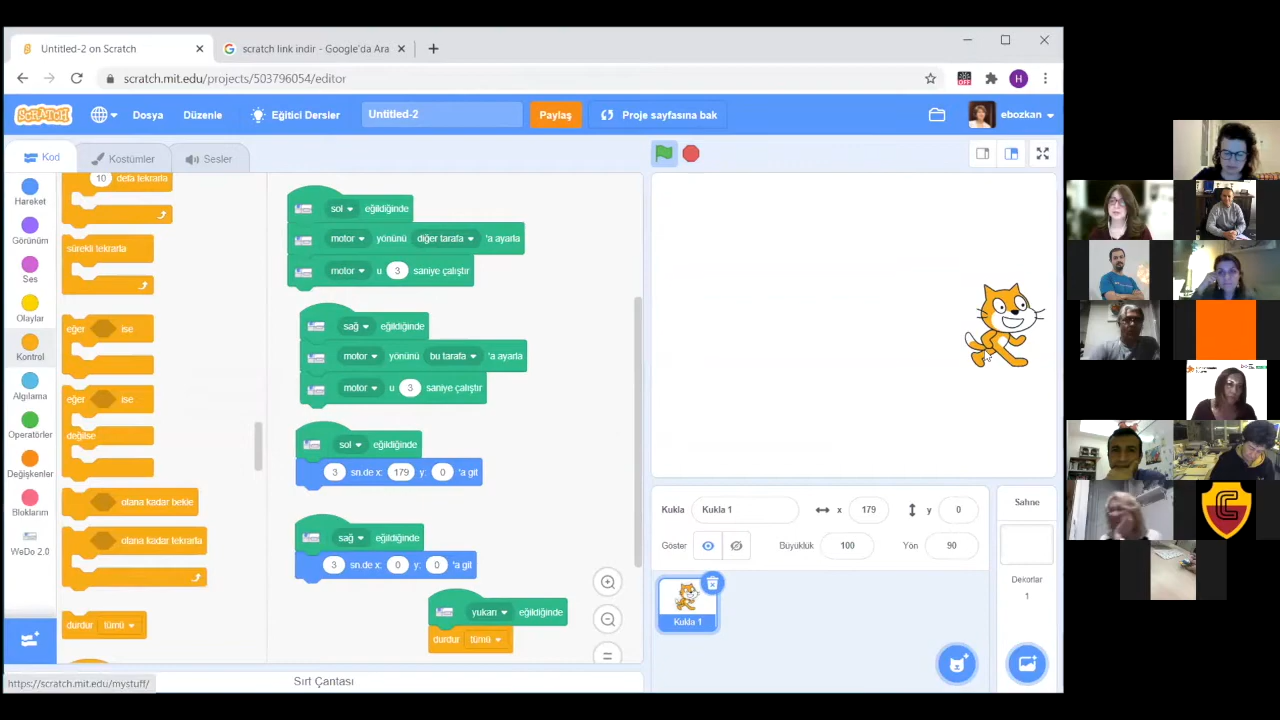 Untitled-2 on Scratch
scratch link indir - Google'da Ara
scratch.mit.edu/projects/503796054/editor
OFF
H
SCRATCH
Dosya
Düzenle
Eğitici Dersler
Untitled-2
Paylaş
Proje sayfasına bak
ebozkan
Kod
Kostümler
Sesler
Hareket
Görünüm
Ses
Olaylar
Kontrol
Algılama
Operatörler
Değişkenler
Bloklarım
WeDo 2.0
10 defa tekrarla
sürekli tekrarla
eğer ise
eğer ise
değilse
olana kadar bekle
olana kadar tekrarla
durdur tümü
sol eğildiğinde
motor yönünü diğer tarafa 'a ayarla
motor u 3 saniye çalıştır
sağ eğildiğinde
motor yönünü bu tarafa 'a ayarla
motor u 3 saniye çalıştır
sol eğildiğinde
3 sn.de x: 179 y: 0 'a git
sağ eğildiğinde
3 sn.de x: 0 y: 0 'a git
yukarı eğildiğinde
durdur tümü
Kukla Kukla 1 x 179 y 0
Göster Büyüklük 100 Yön 90
Kukla 1
Sahne
Dekorlar
1
Sırt Çantası
https://scratch.mit.edu/mystuff/
C